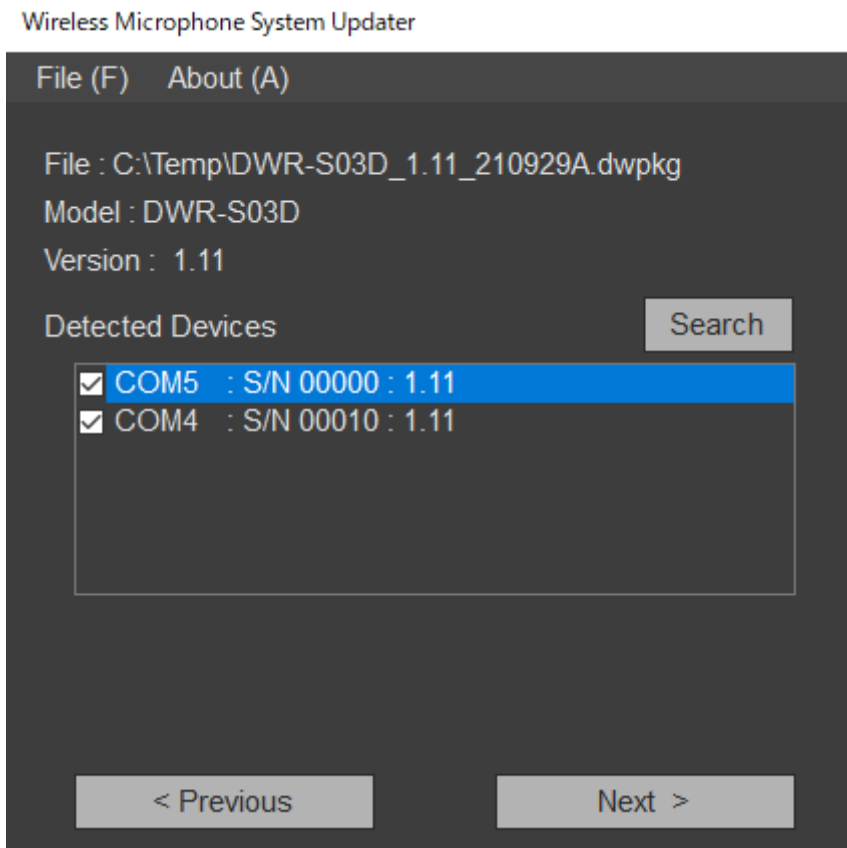 Wireless Microphone System Updater
File (F) About (A)
File : C:\Temp\DWR-S03D_1.11_210929A.dwpkg
Model : DWR-S03D
Version : 1.11
Detected Devices
Search
COM5 : S/N 00000 : 1.11
COM4 : S/N 00010 : 1.11
< Previous
Next >